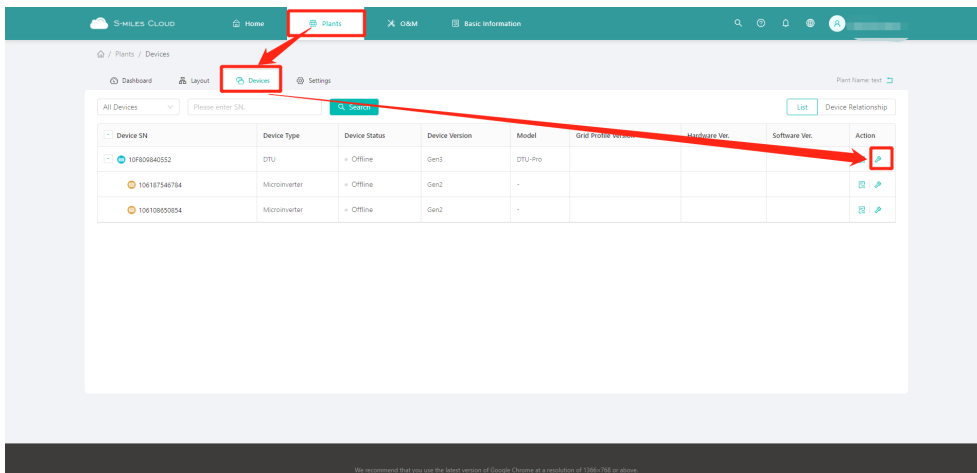 S-MILES CLOUD Home Plants O&M Basic Information A
/ Plants / Devices
Dashboard Layout Devices Settings Plant Name: text
All Devices Please enter SN. Search List Device Relationship
Device SN Device Type Device Status Device Version Model Grid Profile Version Hardware Ver. Software Ver. Action
10F809840552 DTU Offline Gen3 DTU-Pro
106187546784 Microinverter Offline Gen2 -
106108650854 Microinverter Offline Gen2 -
We recommend that you use the latest version of Google Chrome at a resolution of 1366×768 or above.